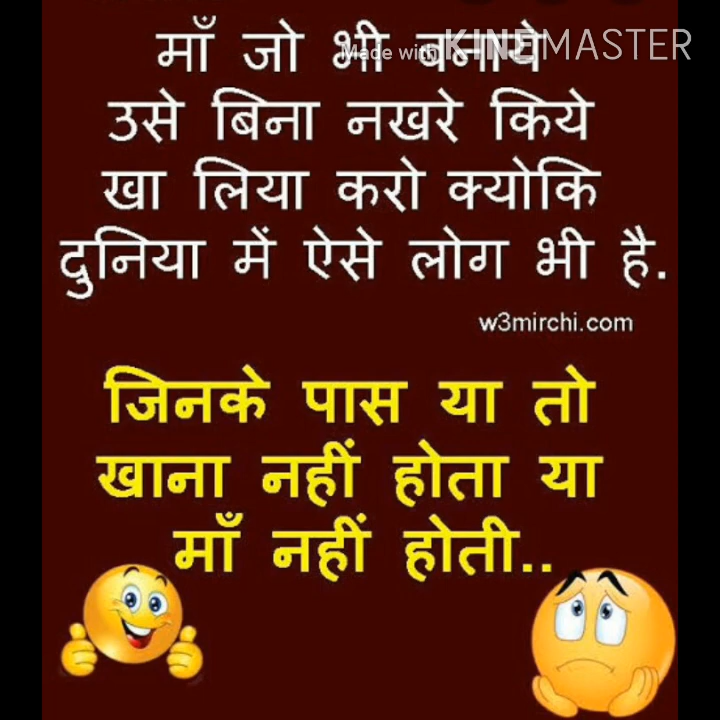 माँ जो भी बनाये
Made with KINEMASTER
उसे बिना नखरे किये
खा लिया करो क्योकि
दुनिया में ऐसे लोग भी है.
w3mirchi.com
जिनके पास या तो
खाना नहीं होता या
माँ नहीं होती..